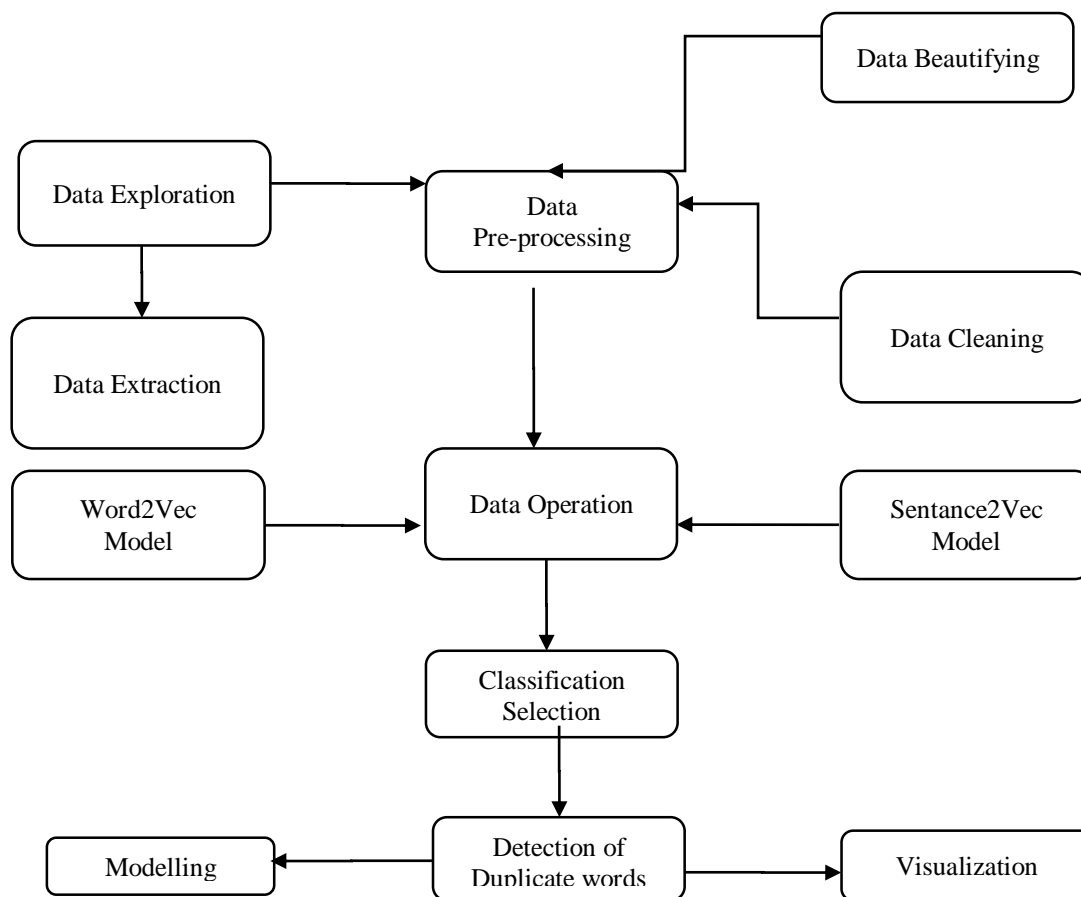 Data Beautifying
Data Exploration
Data
Pre-processing
Data Cleaning
Data Extraction
Word2Vec
Model
Data Operation
Sentance2Vec
Model
Classification
Selection
Modelling
Detection of
Duplicate words
Visualization